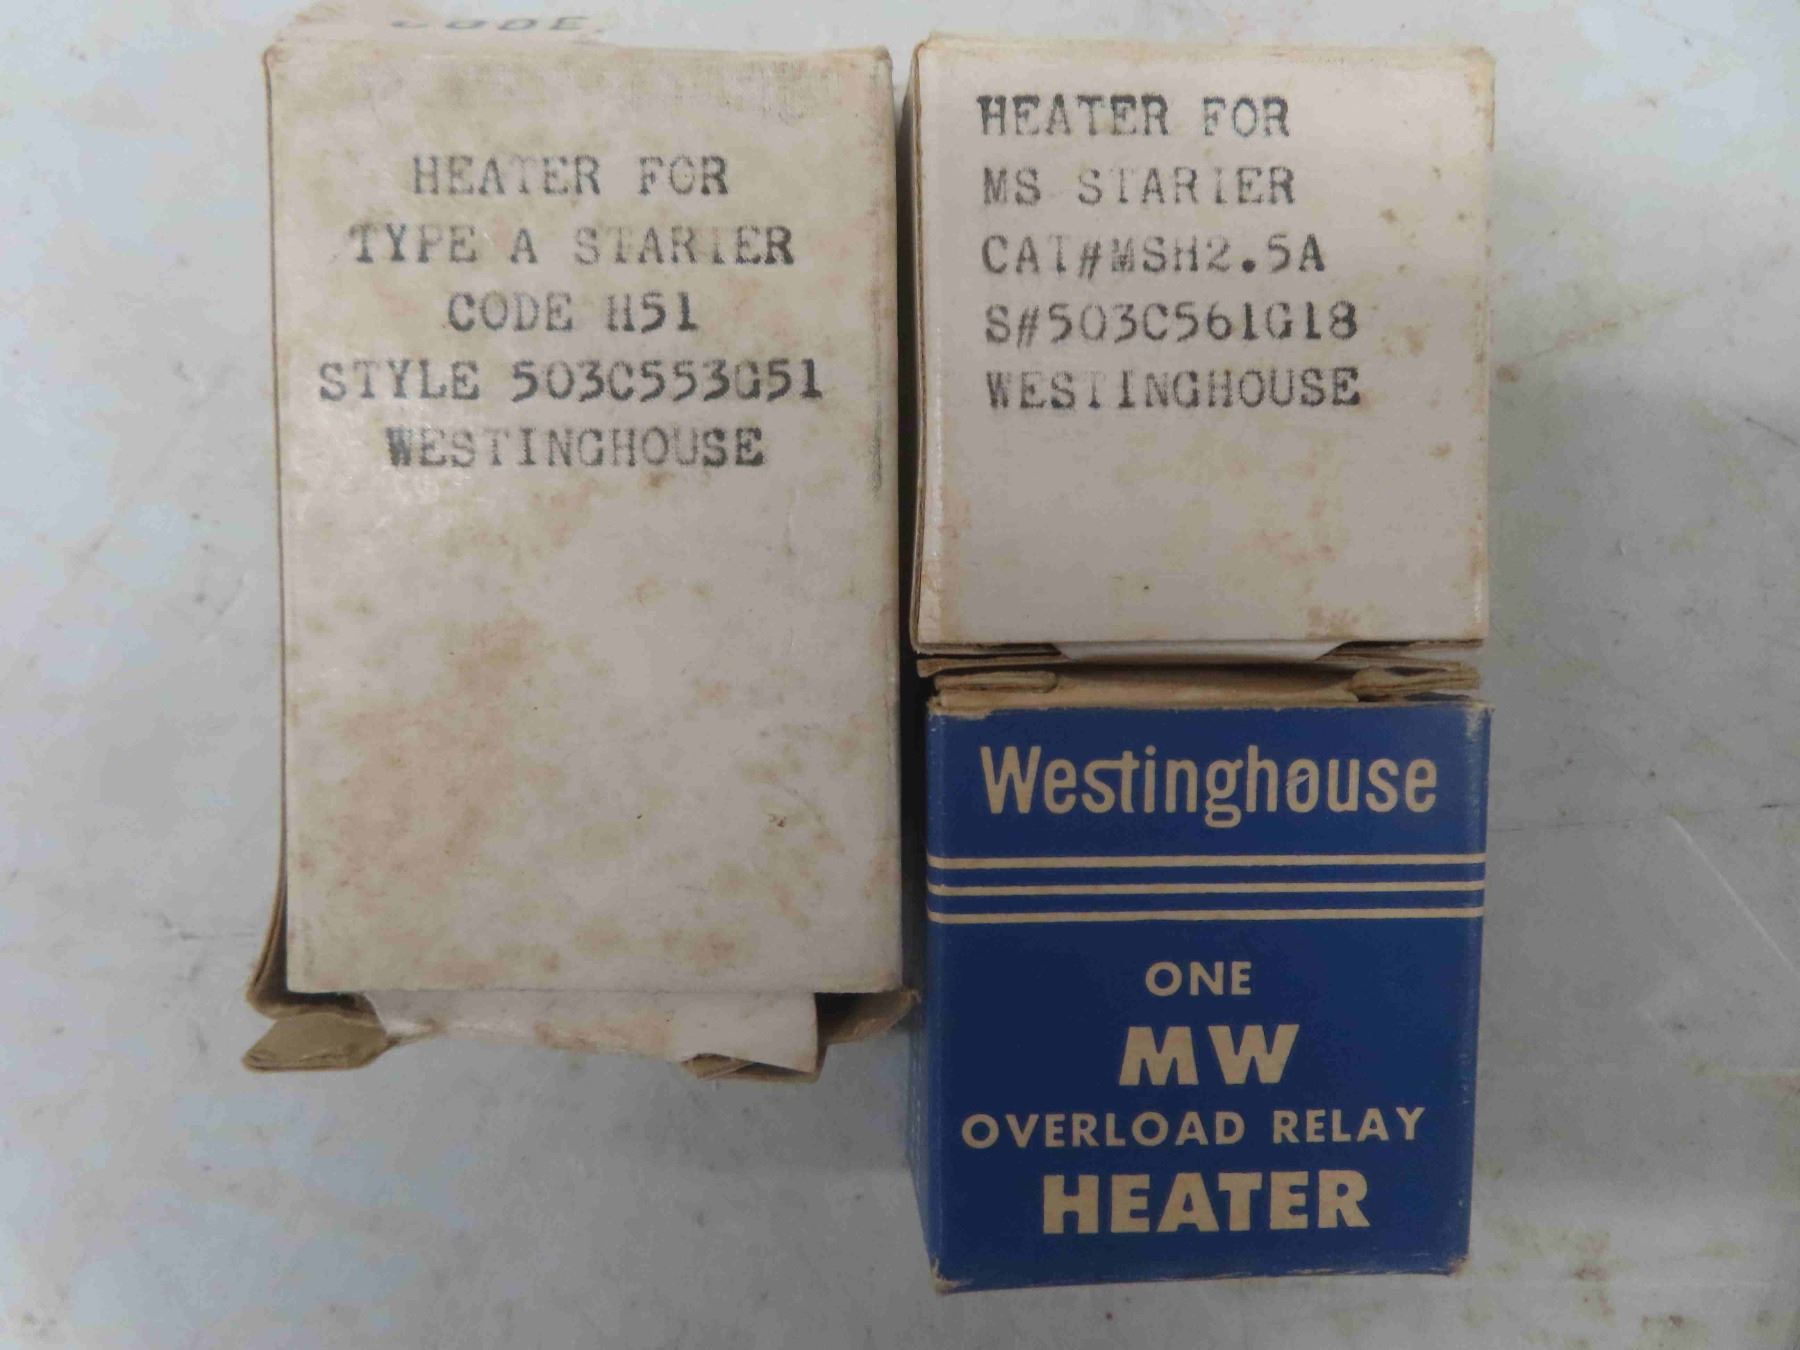 CODE
HEATER FOR
TYPE A STARTER
CODE H51
STYLE 503C553G51
WESTINGHOUSE
HEATER FOR
MS STARTER
CAT#MSH2.5A
S#503C561G18
WESTINGHOUSE
Westinghouse
ONE
MW
OVERLOAD RELAY
HEATER